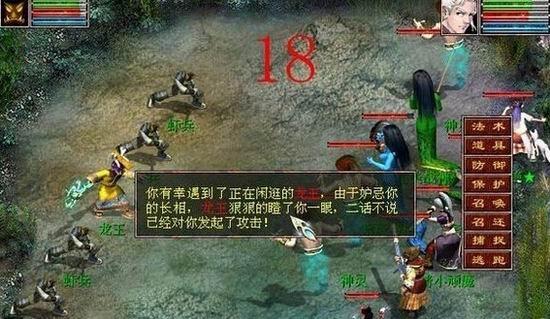 18
虾兵
法术
道具
防御
保护
召唤
召还
捕捉
逃跑
你有幸遇到了正在闲逛的龙王，由于妒忌你
的长相，龙王狠狠的瞪了你一眼，二话不说
已经对你发起了攻击！
龙王
虾兵
神灵